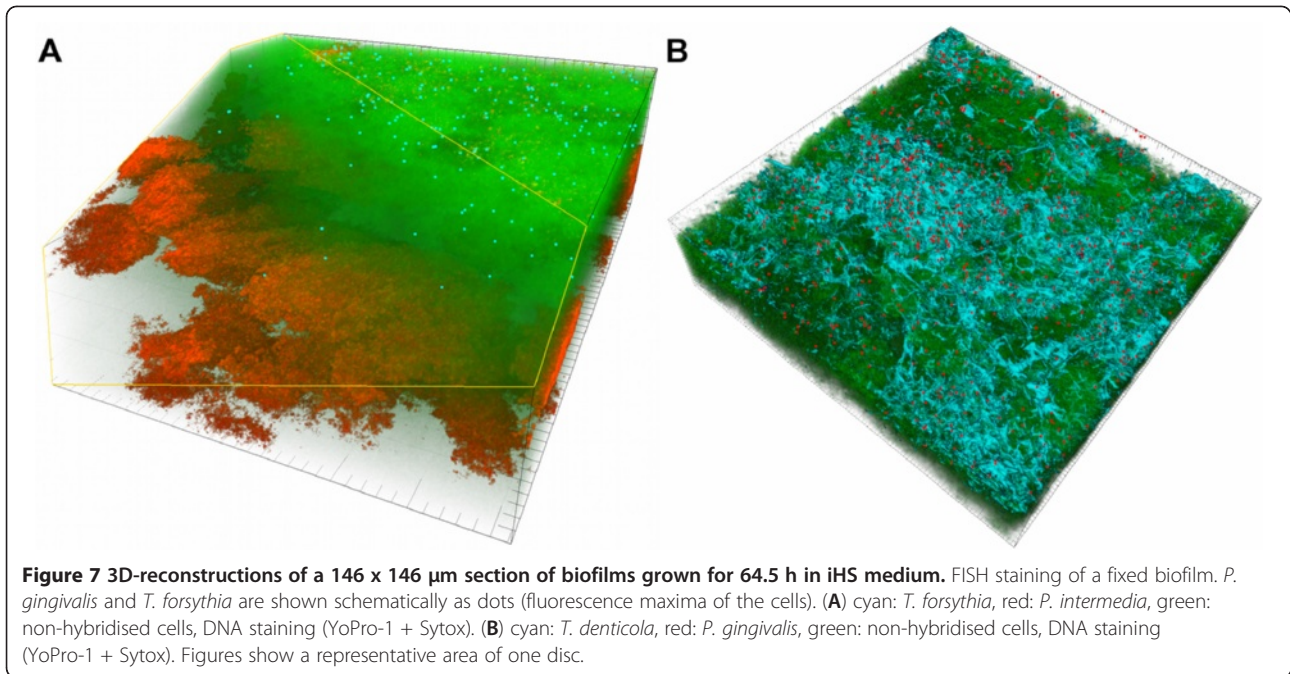 A
B
Figure 7 3D-reconstructions of a 146 x 146 μm section of biofilms grown for 64.5 h in iHS medium. FISH staining of a fixed biofilm. P.
gingivalis and T. forsythia are shown schematically as dots (fluorescence maxima of the cells). (A) cyan: T. forsythia, red: P. intermedia, green:
non-hybridised cells, DNA staining (YoPro-1 + Sytox). (B) cyan: T. denticola, red: P. gingivalis, green: non-hybridised cells, DNA staining
(YoPro-1 + Sytox). Figures show a representative area of one disc.